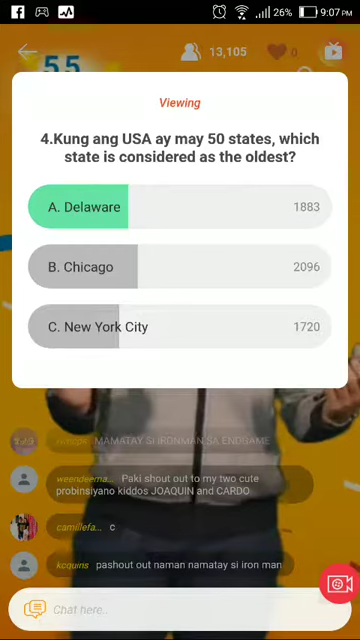 26% 9:07 PM
55
13,105
0
Viewing
4.Kung ang USA ay may 50 states, which
state is considered as the oldest?
A. Delaware 1883
B. Chicago 2096
C. New York City 1720
MAMATAY SI IRONMAN SA ENDGAME
weendeema... Paki shout out to my two cute
probinsiyano kiddos JOAQUIN and CARDO
camillefa... c
kcquins pashout out naman namatay si iron man
Chat here..